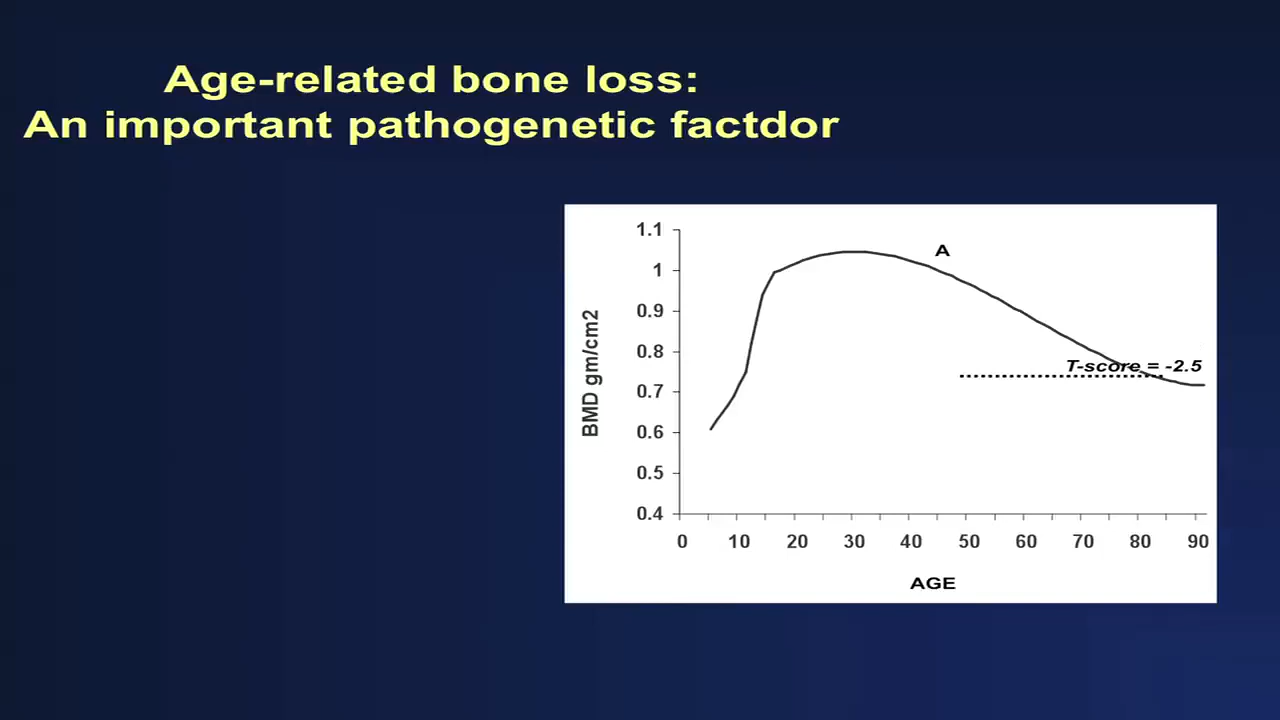 Age-related bone loss:
An important pathogenetic factdor
1.1
1
0.9
0.8
0.7
0.6
0.5
0.4
BMD gm/cm2
A
T-score = -2.5
0 10 20 30 40 50 60 70 80 90
AGE